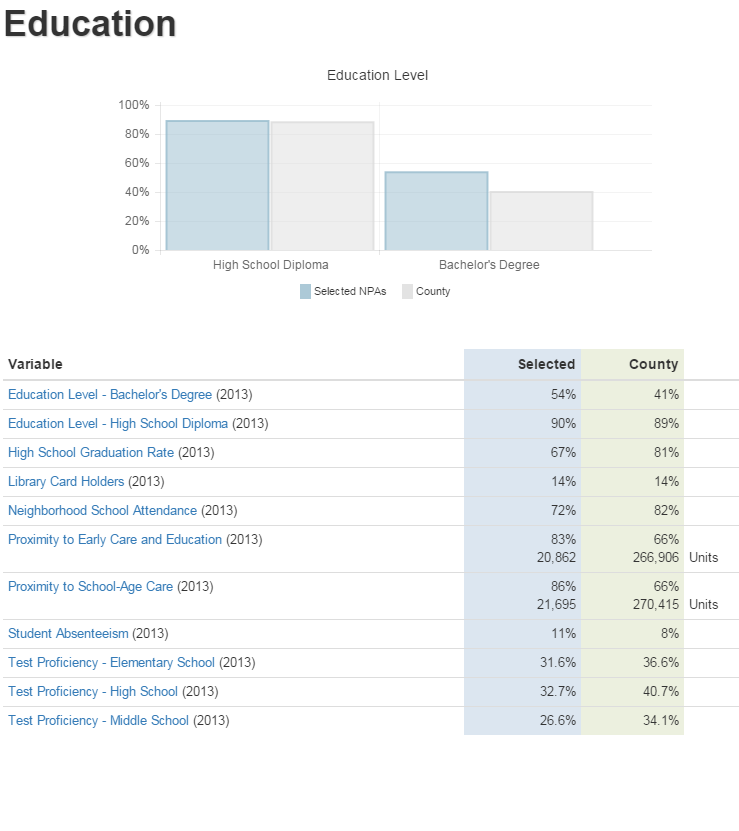 Education
Education Level
100%
80%
60%
40%
20%
0%
High School Diploma Bachelor's Degree
Selected NPAs County
Variable Selected County
Education Level - Bachelor's Degree (2013) 54% 41%
Education Level - High School Diploma (2013) 90% 89%
High School Graduation Rate (2013) 67% 81%
Library Card Holders (2013) 14% 14%
Neighborhood School Attendance (2013) 72% 82%
Proximity to Early Care and Education (2013) 83% 66%
20,862 266,906 Units
Proximity to School-Age Care (2013) 86% 66%
21,695 270,415 Units
Student Absenteeism (2013) 11% 8%
Test Proficiency - Elementary School (2013) 31.6% 36.6%
Test Proficiency - High School (2013) 32.7% 40.7%
Test Proficiency - Middle School (2013) 26.6% 34.1%